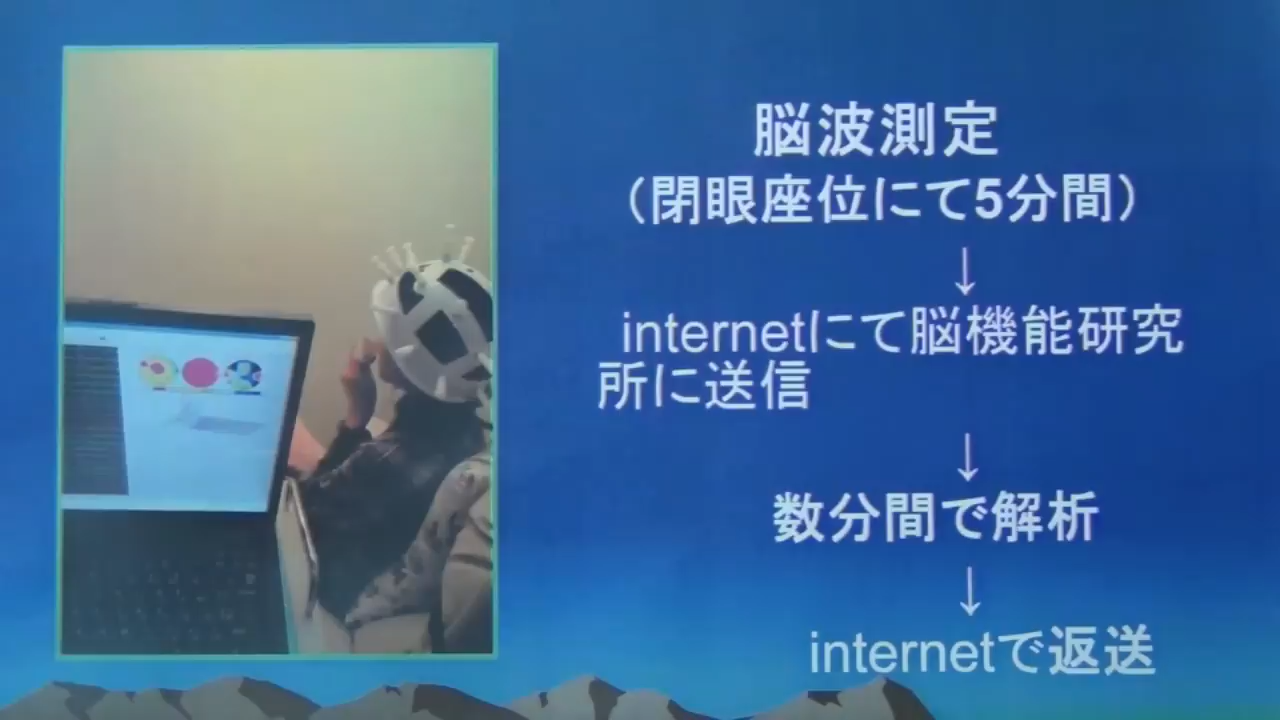 脳波測定
（閉眼座位にて5分間）
↓
internetにて脳機能研究
所に送信
↓
数分間で解析
↓
internetで返送